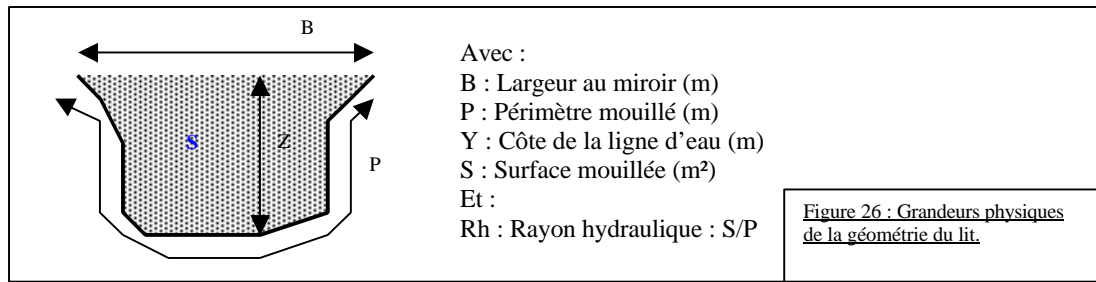 B
S
Z
P
Avec :
B : Largeur au miroir (m)
P : Périmètre mouillé (m)
Y : Côte de la ligne d’eau (m)
S : Surface mouillée (m²)
Et :
Rh : Rayon hydraulique : S/P
Figure 26 : Grandeurs physiques
de la géométrie du lit.